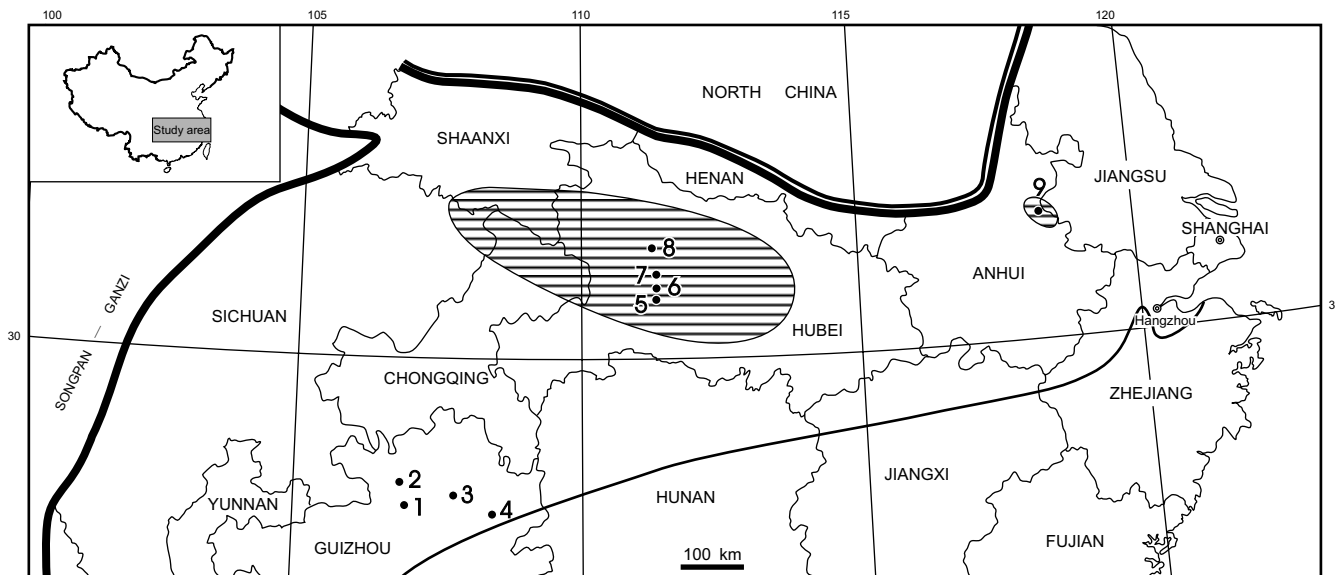 100 105 110 115 120
NORTH CHINA
Study area
SHAANXI
HENAN
9
JIANGSU
SHANGHAI
8
ANHUI
7
6
5
GANZI
SICHUAN
HUBEI
3
Hangzhou
30
—
SONGPAN
CHONGQING
ZHEJIANG
JIANGXI
2
3
HUNAN
YUNNAN
1
4
GUIZHOU
100 km
FUJIAN